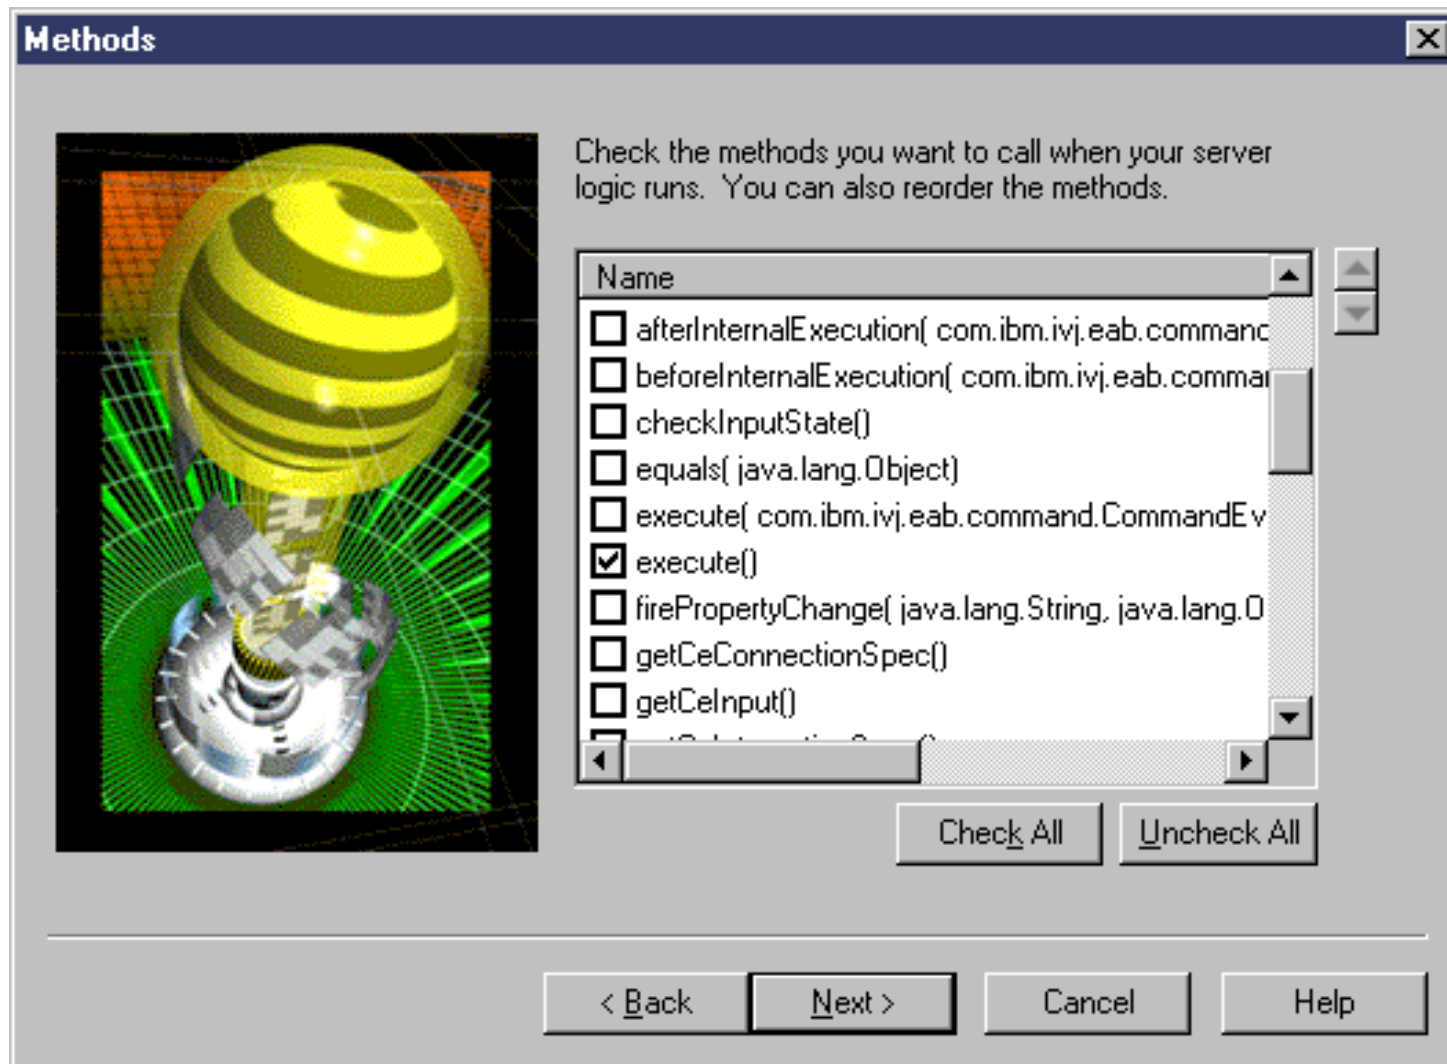 Methods
Check the methods you want to call when your server
logic runs.  You can also reorder the methods.
Name
afterInternalExecution( com.ibm.ivj.eab.command
beforeInternalExecution( com.ibm.ivj.eab.comma
checkInputState()
equals( java.lang.Object)
execute( com.ibm.ivj.eab.command.CommandEv
execute()
firePropertyChange( java.lang.String, java.lang.O
getCeConnectionSpec()
getCeInput()
Check All
Uncheck All
< Back
Next >
Cancel
Help